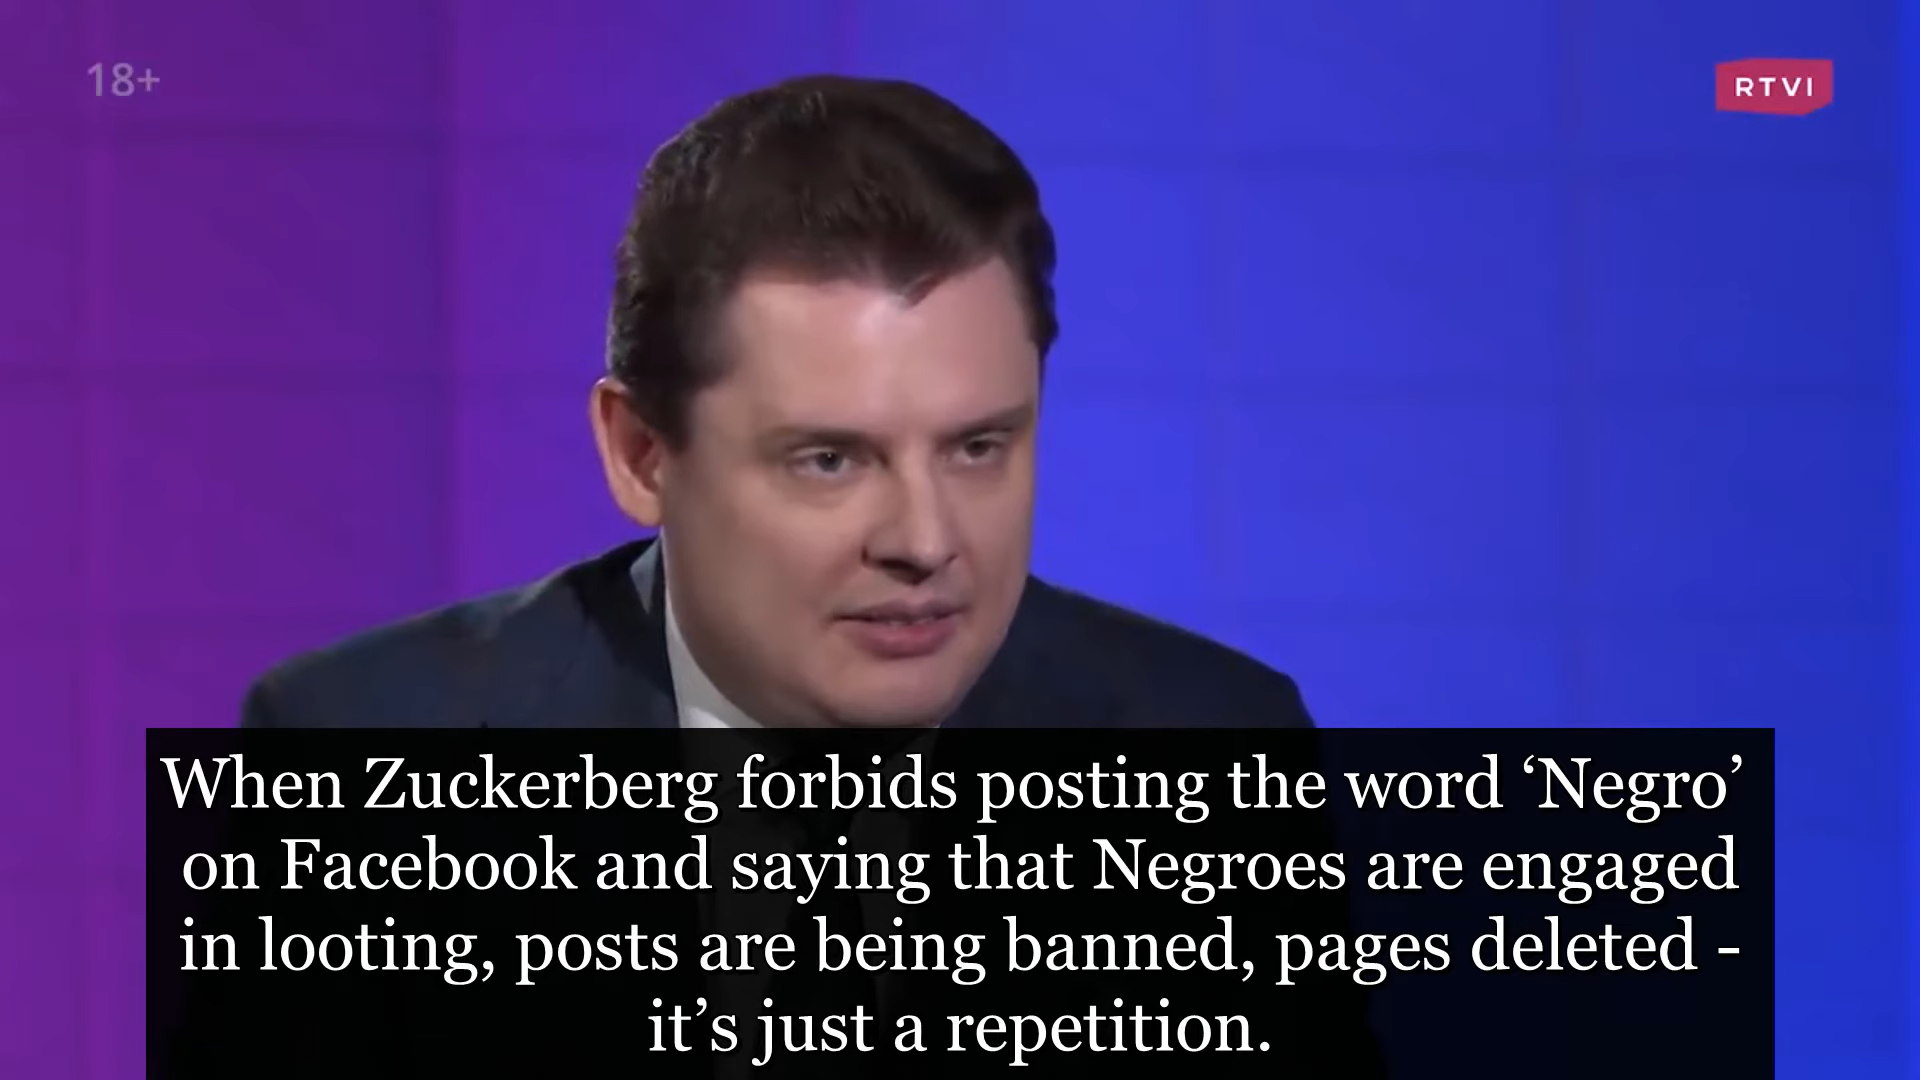 18+
RTVI
When Zuckerberg forbids posting the word ‘Negro’
on Facebook and saying that Negroes are engaged
in looting, posts are being banned, pages deleted -
it’s just a repetition.